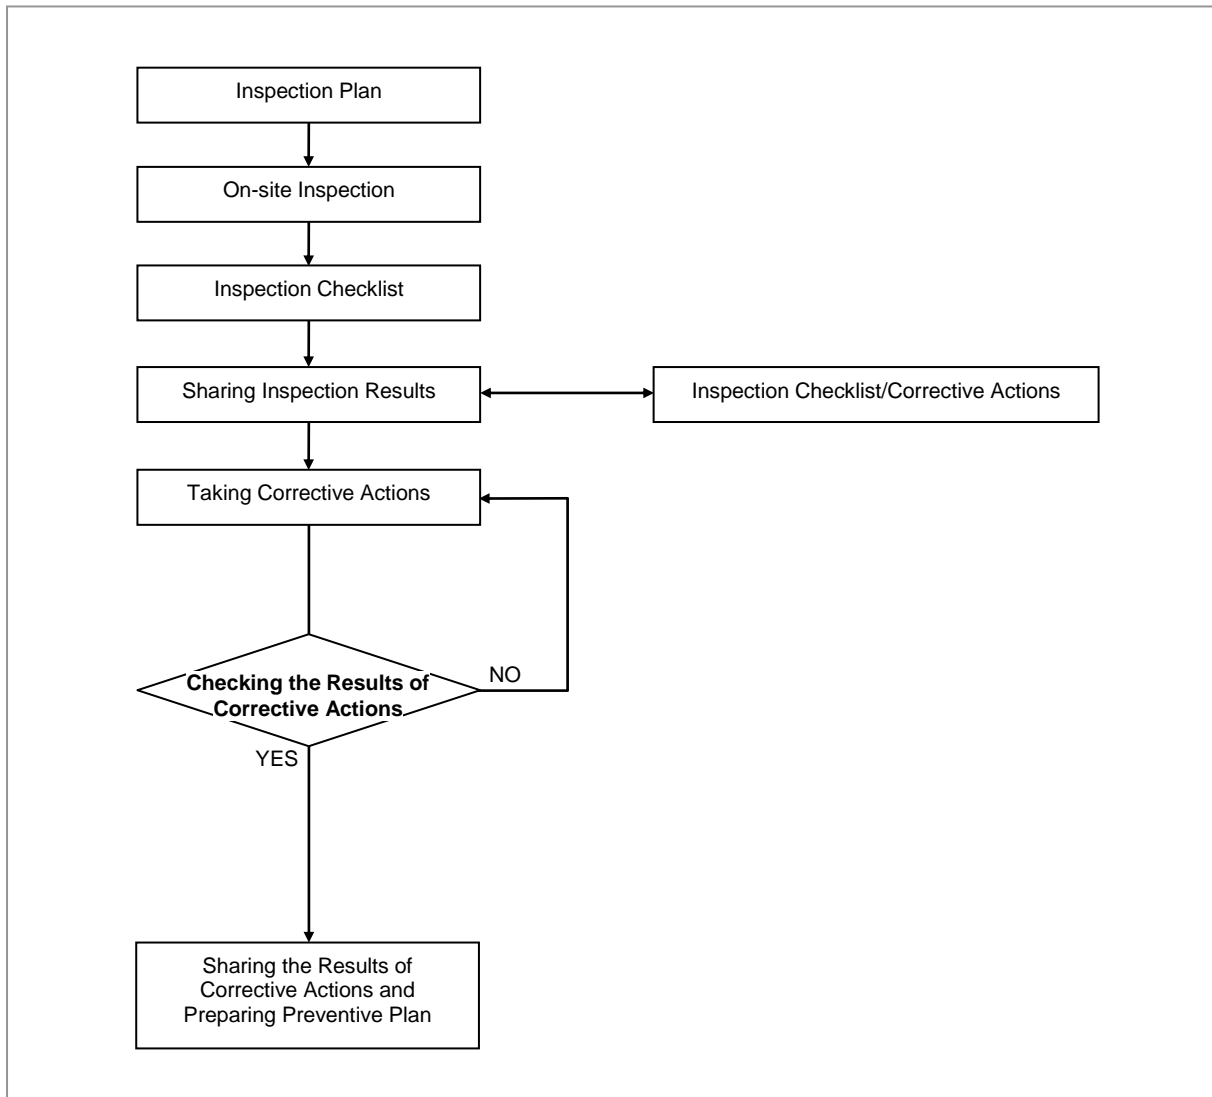 Inspection Plan
On-site Inspection
Inspection Checklist
Sharing Inspection Results
Inspection Checklist/Corrective Actions
Taking Corrective Actions
NO
Checking the Results of
Corrective Actions
YES
Sharing the Results of
Corrective Actions and
Preparing Preventive Plan